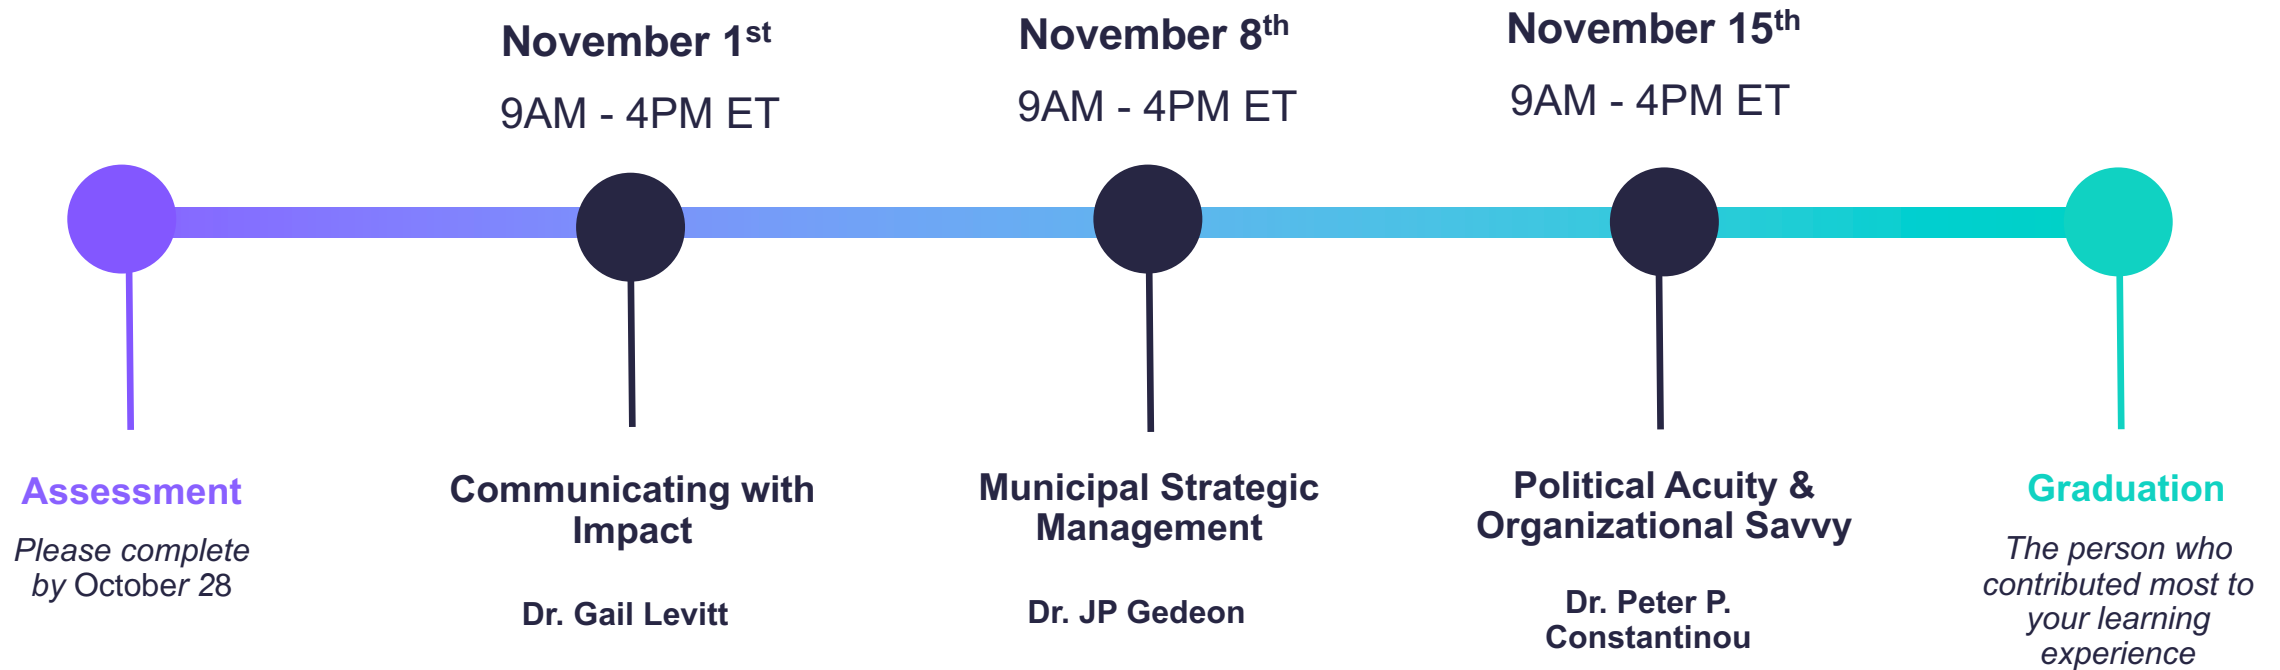 November 1st
9AM - 4PM ET
November 8th
9AM - 4PM ET
November 15th
9AM - 4PM ET
Assessment
Please complete
by October 28
Communicating with
Impact
Dr. Gail Levitt
Municipal Strategic
Management
Dr. JP Gedeon
Political Acuity &
Organizational Savvy
Dr. Peter P.
Constantinou
Graduation
The person who
contributed most to
your learning
experience